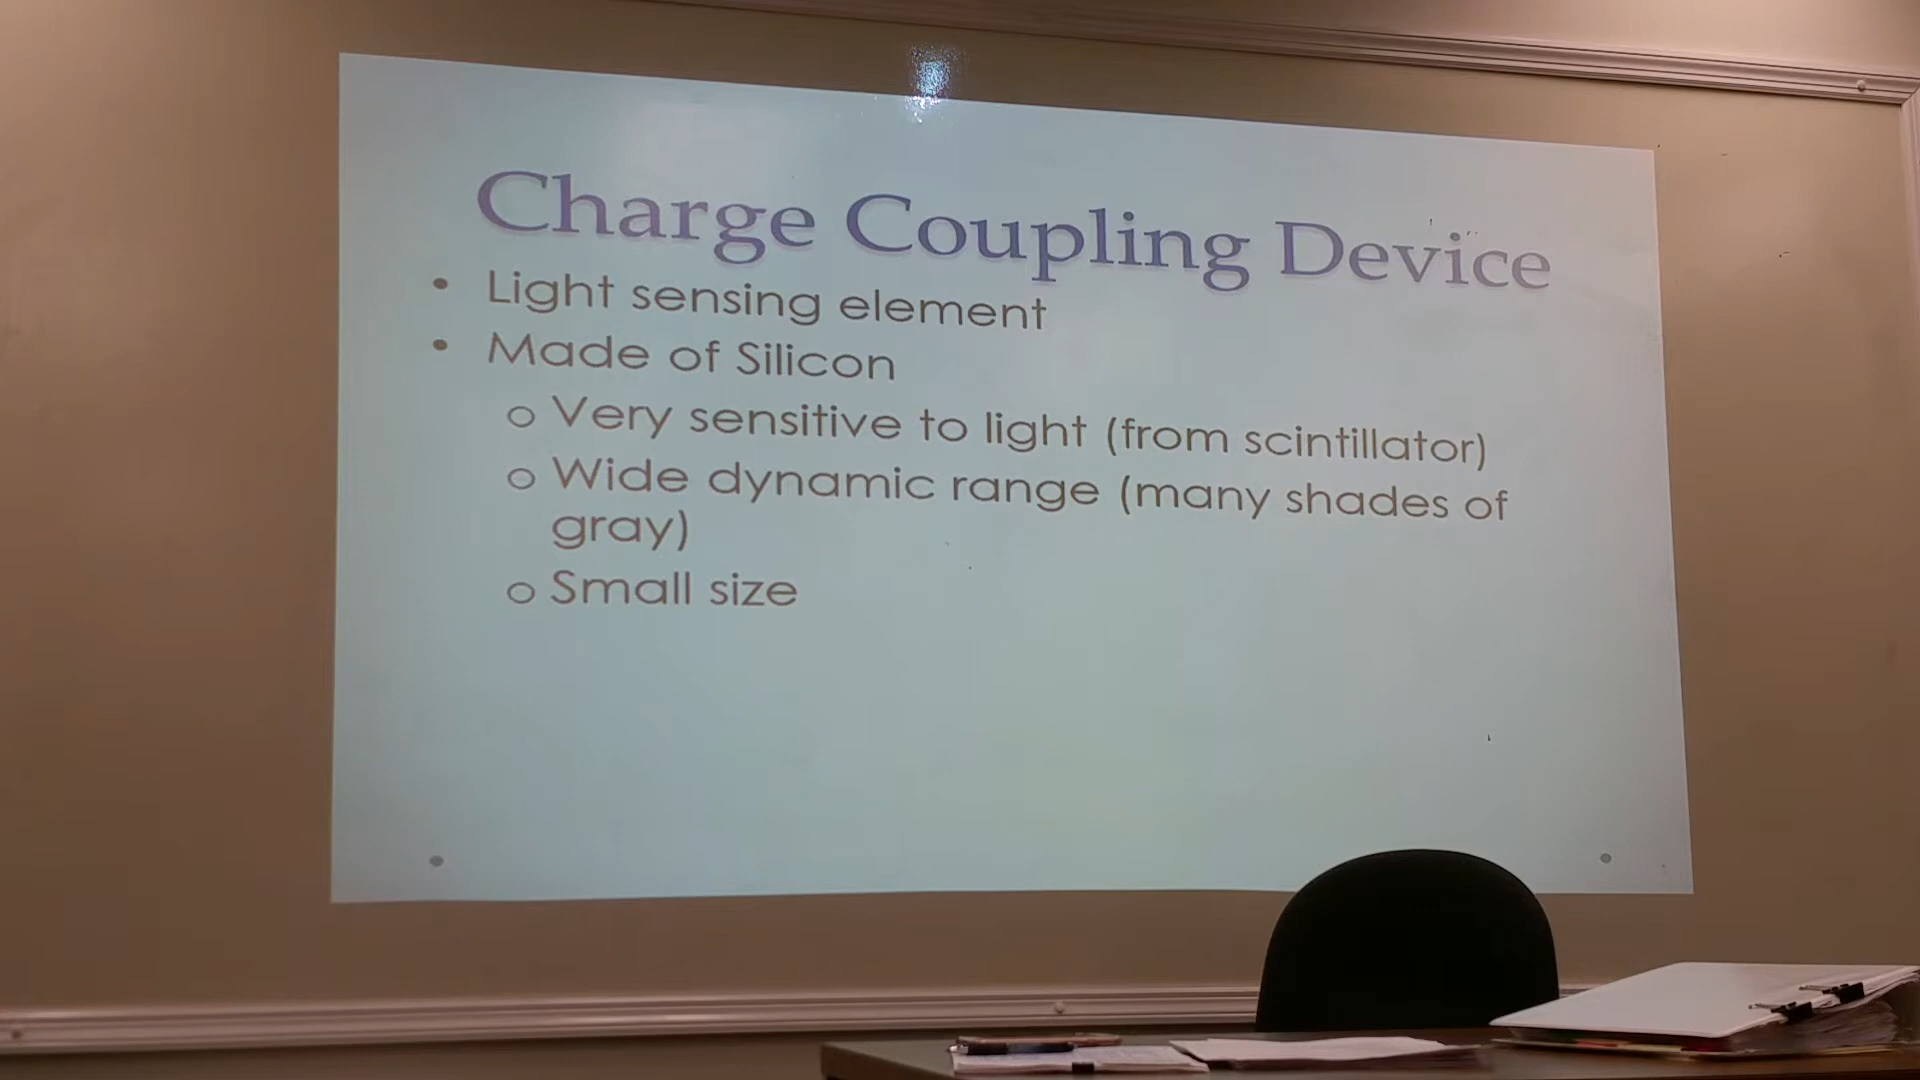 Charge Coupling Device
• Light sensing element
• Made of Silicon
o Very sensitive to light (from scintillator)
o Wide dynamic range (many shades of
gray)
o Small size